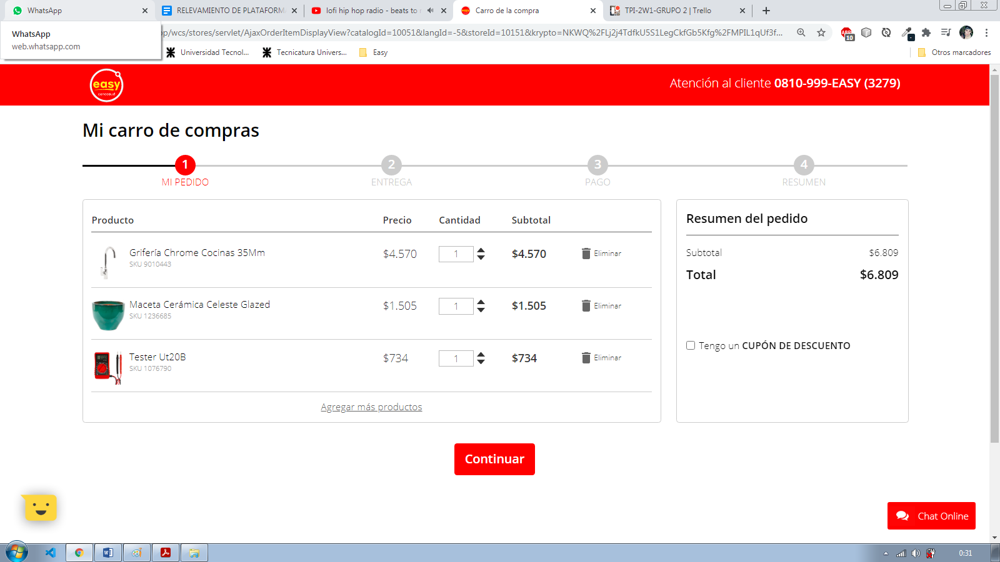 WhatsApp
RELEVAMIENTO DE PLATAFORM
lofi hip hop radio - beats to r
Carro de la compra
TPI-2W1-GRUPO 2 | Trello
WhatsApp
web.whatsapp.com
p/wcs/stores/servlet/AjaxOrderItemDisplayView?catalogId=10051&langId=-5&storeId=10151&krypto=NKWQ%2FLj2j4TdfkU5S1LegCkfGb5Kfg%2FMPIL1qUf3f...
ABP
10
Universidad Tecnol...
Tecnicatura Univers...
Easy
Otros marcadores
easy
cencosud
Atención al cliente 0810-999-EASY (3279)
Mi carro de compras
1
2
3
4
MI PEDIDO
ENTREGA
PAGO
RESUMEN
Producto
Precio
Cantidad
Subtotal
Grifería Chrome Cocinas 35Mm
SKU 9010443
$4.570
1
$4.570
Eliminar
Maceta Cerámica Celeste Glazed
SKU 1236685
$1.505
1
$1.505
Eliminar
Tester Ut20B
SKU 1076790
$734
1
$734
Eliminar
Agregar más productos
Resumen del pedido
Subtotal
$6.809
Total
$6.809
Tengo un CUPÓN DE DESCUENTO
Continuar
Chat Online
0:31